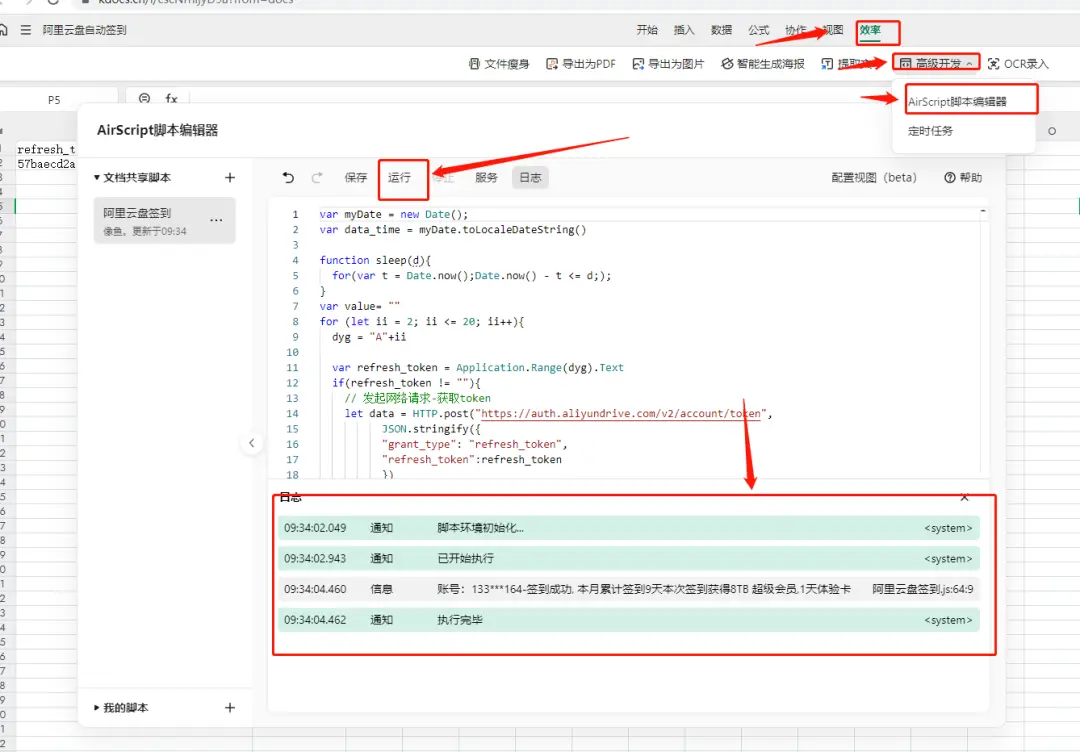 kdocs.cn/l/cscNmijyD9a?from=docs
阿里云盘自动签到
开始 插入 数据 公式 协作 视图 效率
文件瘦身 导出为PDF 导出为图片 智能生成海报 高级开发 OCR录入
AirScript脚本编辑器
定时任务
P5 fx
O
refresh_t
57baecd2a
AirScript脚本编辑器
文档共享脚本 +
阿里云盘签到 ...
像鱼。更新于09:34
保存 运行 服务 日志 配置视图 (beta) 帮助
1 var myDate = new Date();
2 var data_time = myDate.toLocaleDateString()
3
4 function sleep(d){
5 for(var t = Date.now();Date.now() - t <= d;);
6 }
7 var value= ""
8 for (let ii = 2; ii <= 20; ii++){
9 dyg = "A"+ii
10
11 var refresh_token = Application.Range(dyg).Text
12 if(refresh_token != ""){
13 // 发起网络请求-获取token
14 let data = HTTP.post("https://auth.aliyundrive.com/v2/account/token",
15 JSON.stringify({
16 "grant_type": "refresh_token",
17 "refresh_token":refresh_token
18 })
日志
09:34:02.049 通知 脚本环境初始化... <system>
09:34:02.943 通知 已开始执行 <system>
09:34:04.460 信息 账号：133***164-签到成功, 本月累计签到9天本次签到获得8TB 超级会员,1天体验卡 阿里云盘签到.js:64:9
09:34:04.462 通知 执行完毕 <system>
我的脚本 +